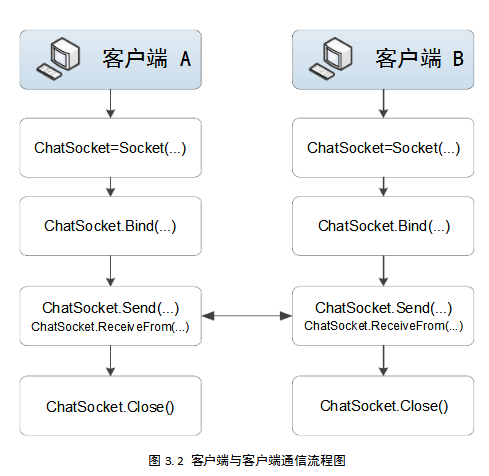 客户端 A
客户端 B
ChatSocket=Socket(...)
ChatSocket=Socket(...)
ChatSocket.Bind(...)
ChatSocket.Bind(...)
ChatSocket.Send(...)
ChatSocket.ReceiveFrom(...)
ChatSocket.Send(...)
ChatSocket.ReceiveFrom(...)
ChatSocket.Close()
ChatSocket.Close()
图 3.2 客户端与客户端通信流程图